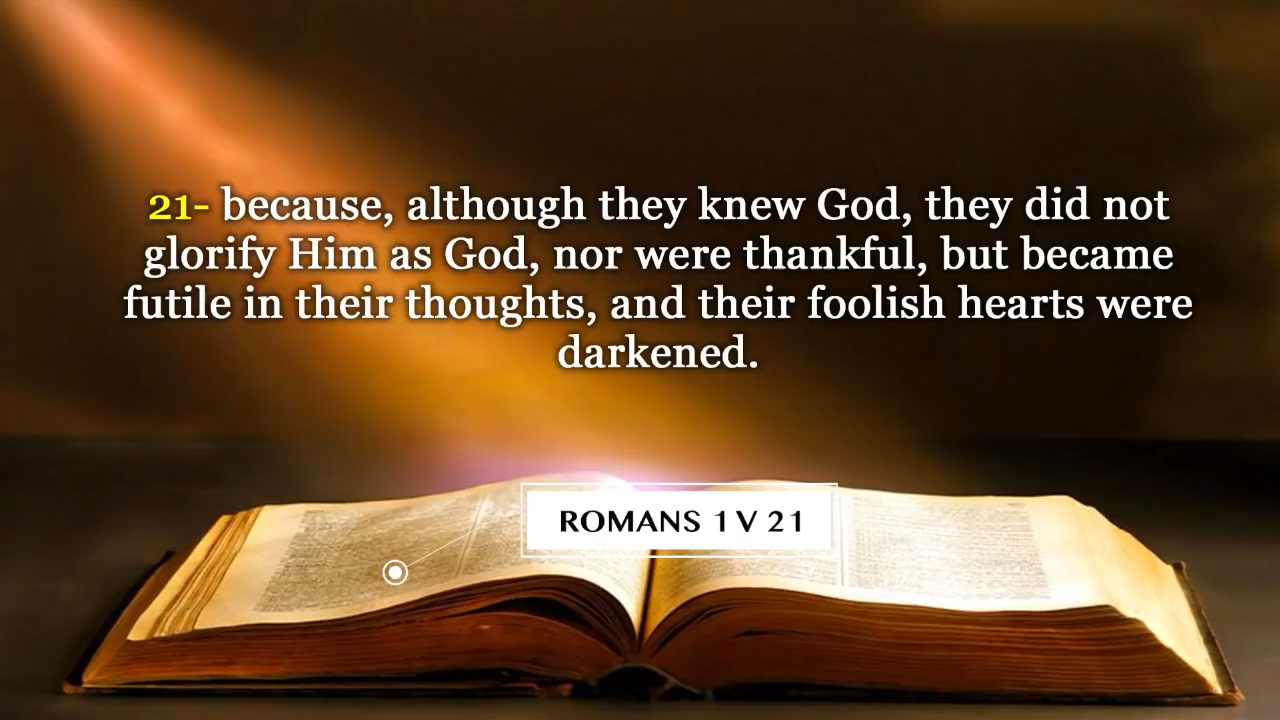 21- because, although they knew God, they did not
glorify Him as God, nor were thankful, but became
futile in their thoughts, and their foolish hearts were
darkened.
ROMANS 1 V 21